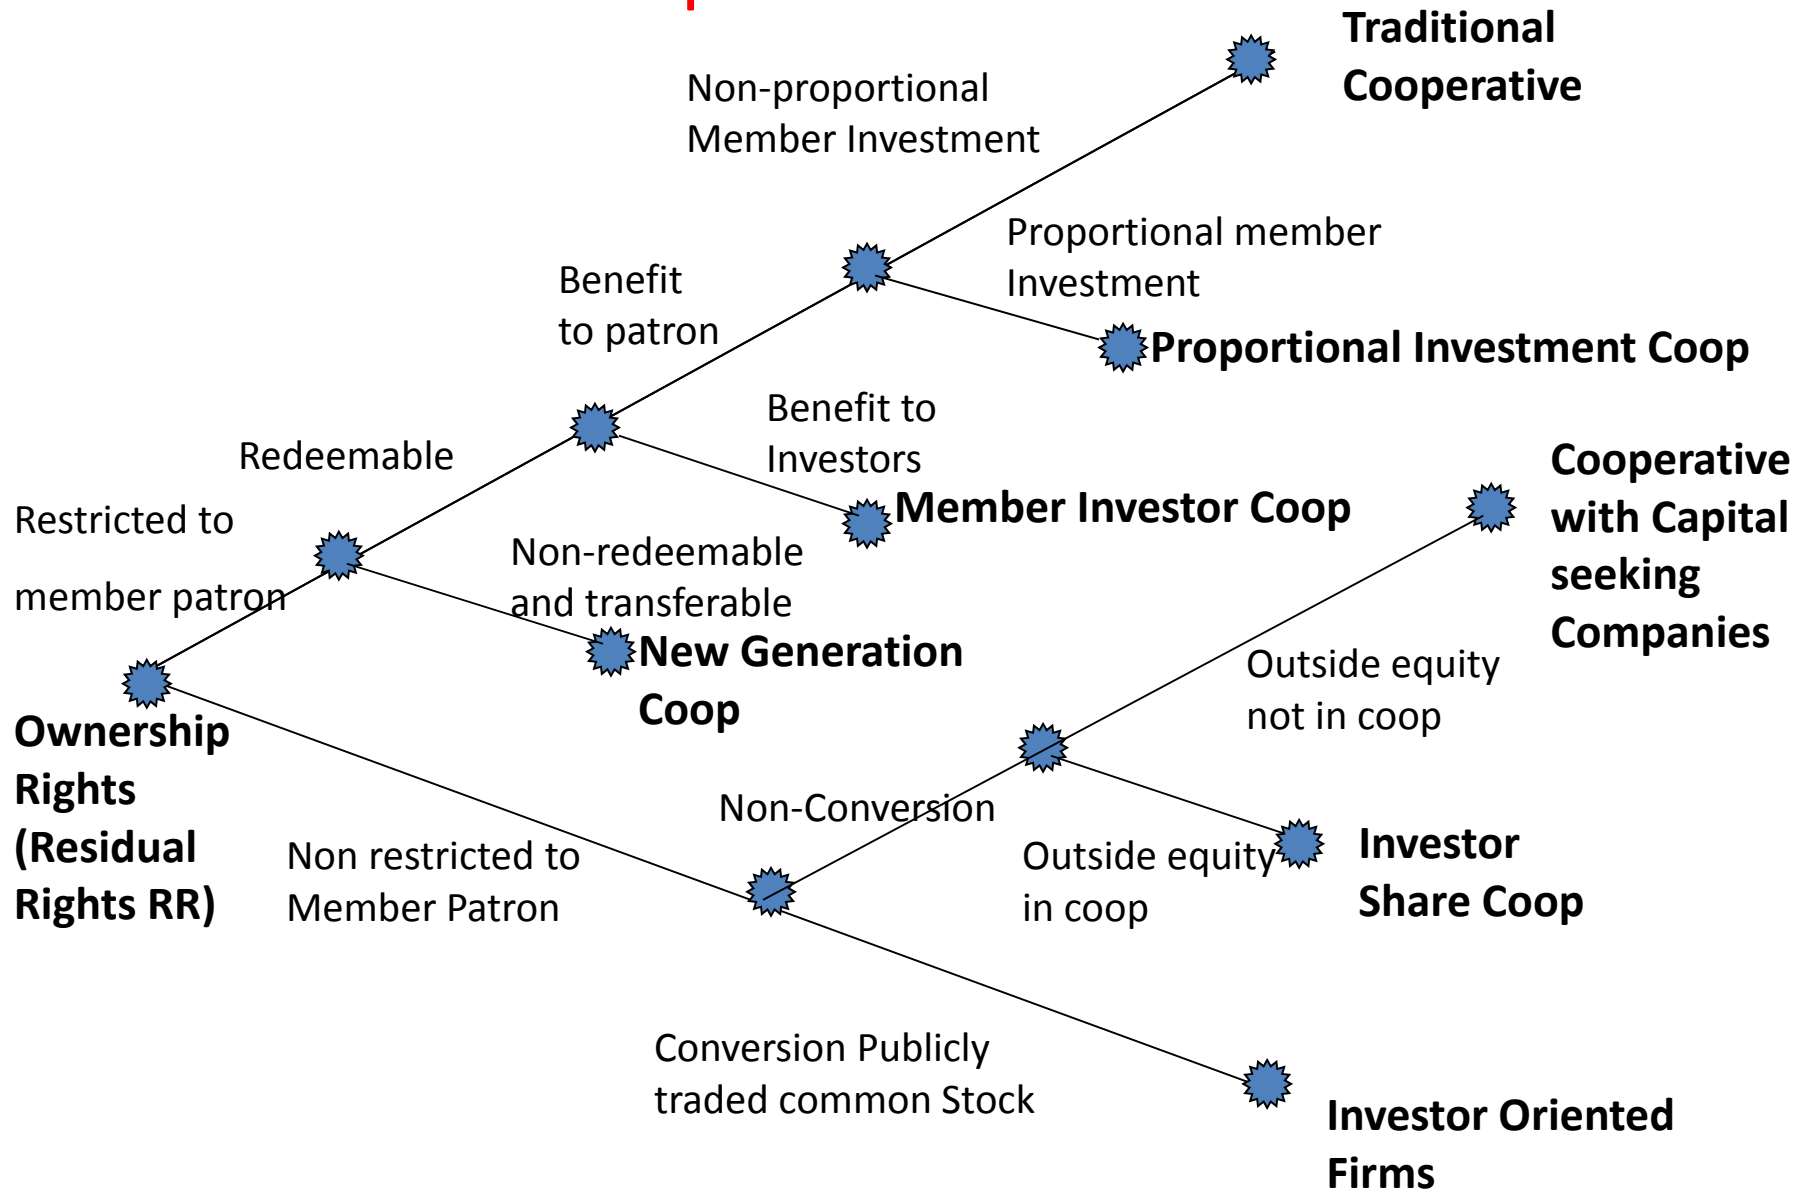 Traditional
Cooperative
Non-proportional
Member Investment
Proportional member
Investment
Benefit
to patron
Proportional Investment Coop
Benefit to
Investors
Redeemable
Cooperative
with Capital
seeking
Companies
Member Investor Coop
Restricted to
member patron
Non-redeemable
and transferable
New Generation
Coop
Outside equity
not in coop
Ownership
Rights
(Residual
Rights RR)
Non-Conversion
Non restricted to
Member Patron
Outside equity
in coop
Investor
Share Coop
Conversion Publicly
traded common Stock
Investor Oriented
Firms